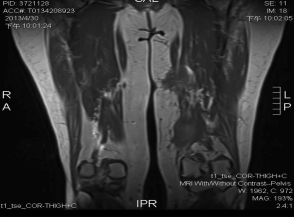 PID: 3721128
ACC#: T0134208923
2013/4/30
下午 10:01:24
CAL
SE: 11
IM: 18
下午 10:02:05
R
A
L
P
t1_tse_COR-THIGH+C
IPR
t1_tse_COR-THIGH+C
MRI With/Without Contrast--Pelvis
W: 1962, C: 972
MAG: 193%
2.4:1